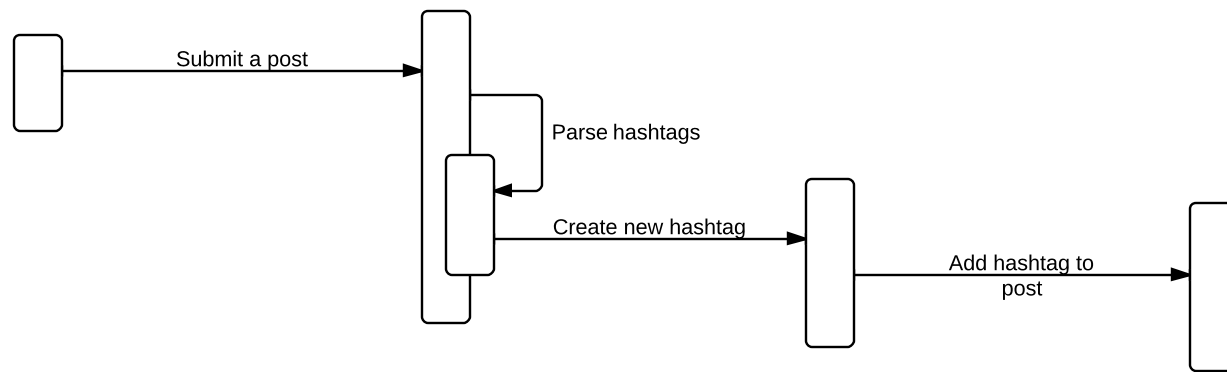 Submit a post
Parse hashtags
Create new hashtag
Add hashtag to
post